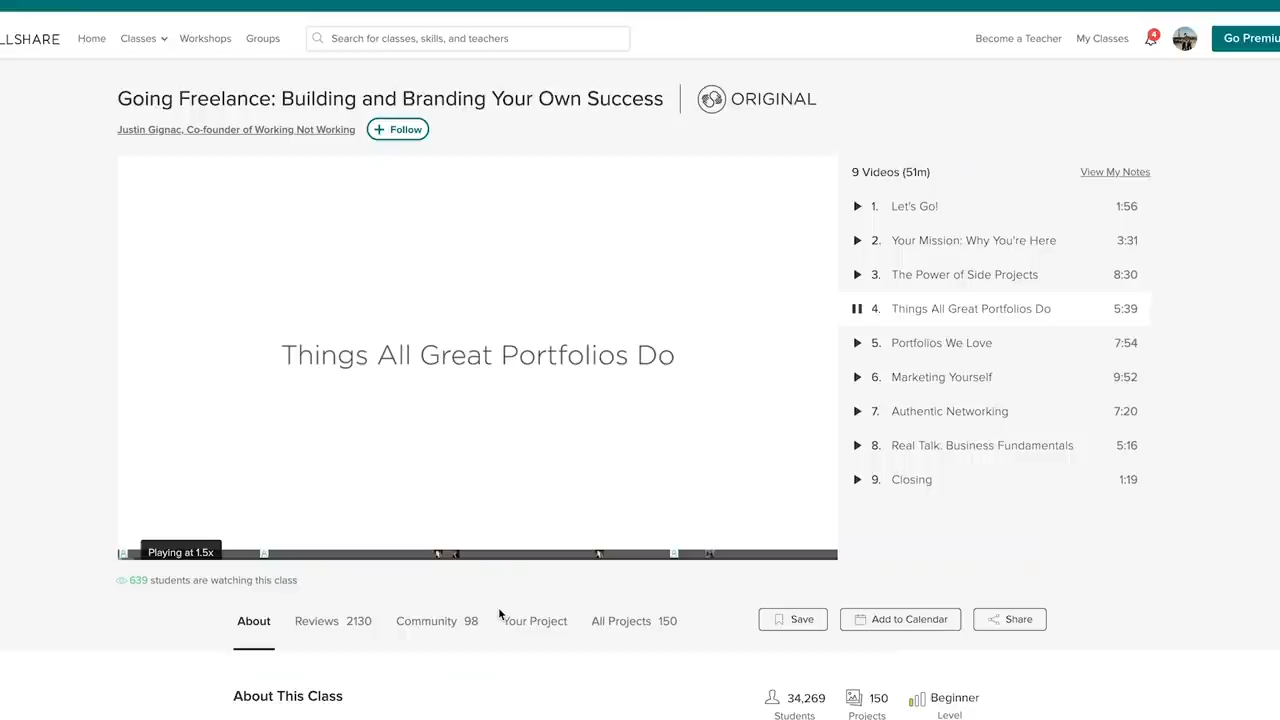 LLSHARE Home Classes Workshops Groups Search for classes, skills, and teachers Become a Teacher My Classes 4 Go Premiu
Going Freelance: Building and Branding Your Own Success ORIGINAL
Justin Gignac, Co-founder of Working Not Working + Follow
9 Videos (51m) View My Notes
1. Let's Go! 1:56
2. Your Mission: Why You're Here 3:31
3. The Power of Side Projects 8:30
4. Things All Great Portfolios Do 5:39
5. Portfolios We Love 7:54
6. Marketing Yourself 9:52
7. Authentic Networking 7:20
8. Real Talk. Business Fundamentals 5:16
9. Closing 1:19
Things All Great Portfolios Do
Playing at 1.5x
639 students are watching this class
About Reviews 2130 Community 98 Your Project All Projects 150 Save Add to Calendar Share
About This Class
34,269 150 Beginner
Students Projects Level